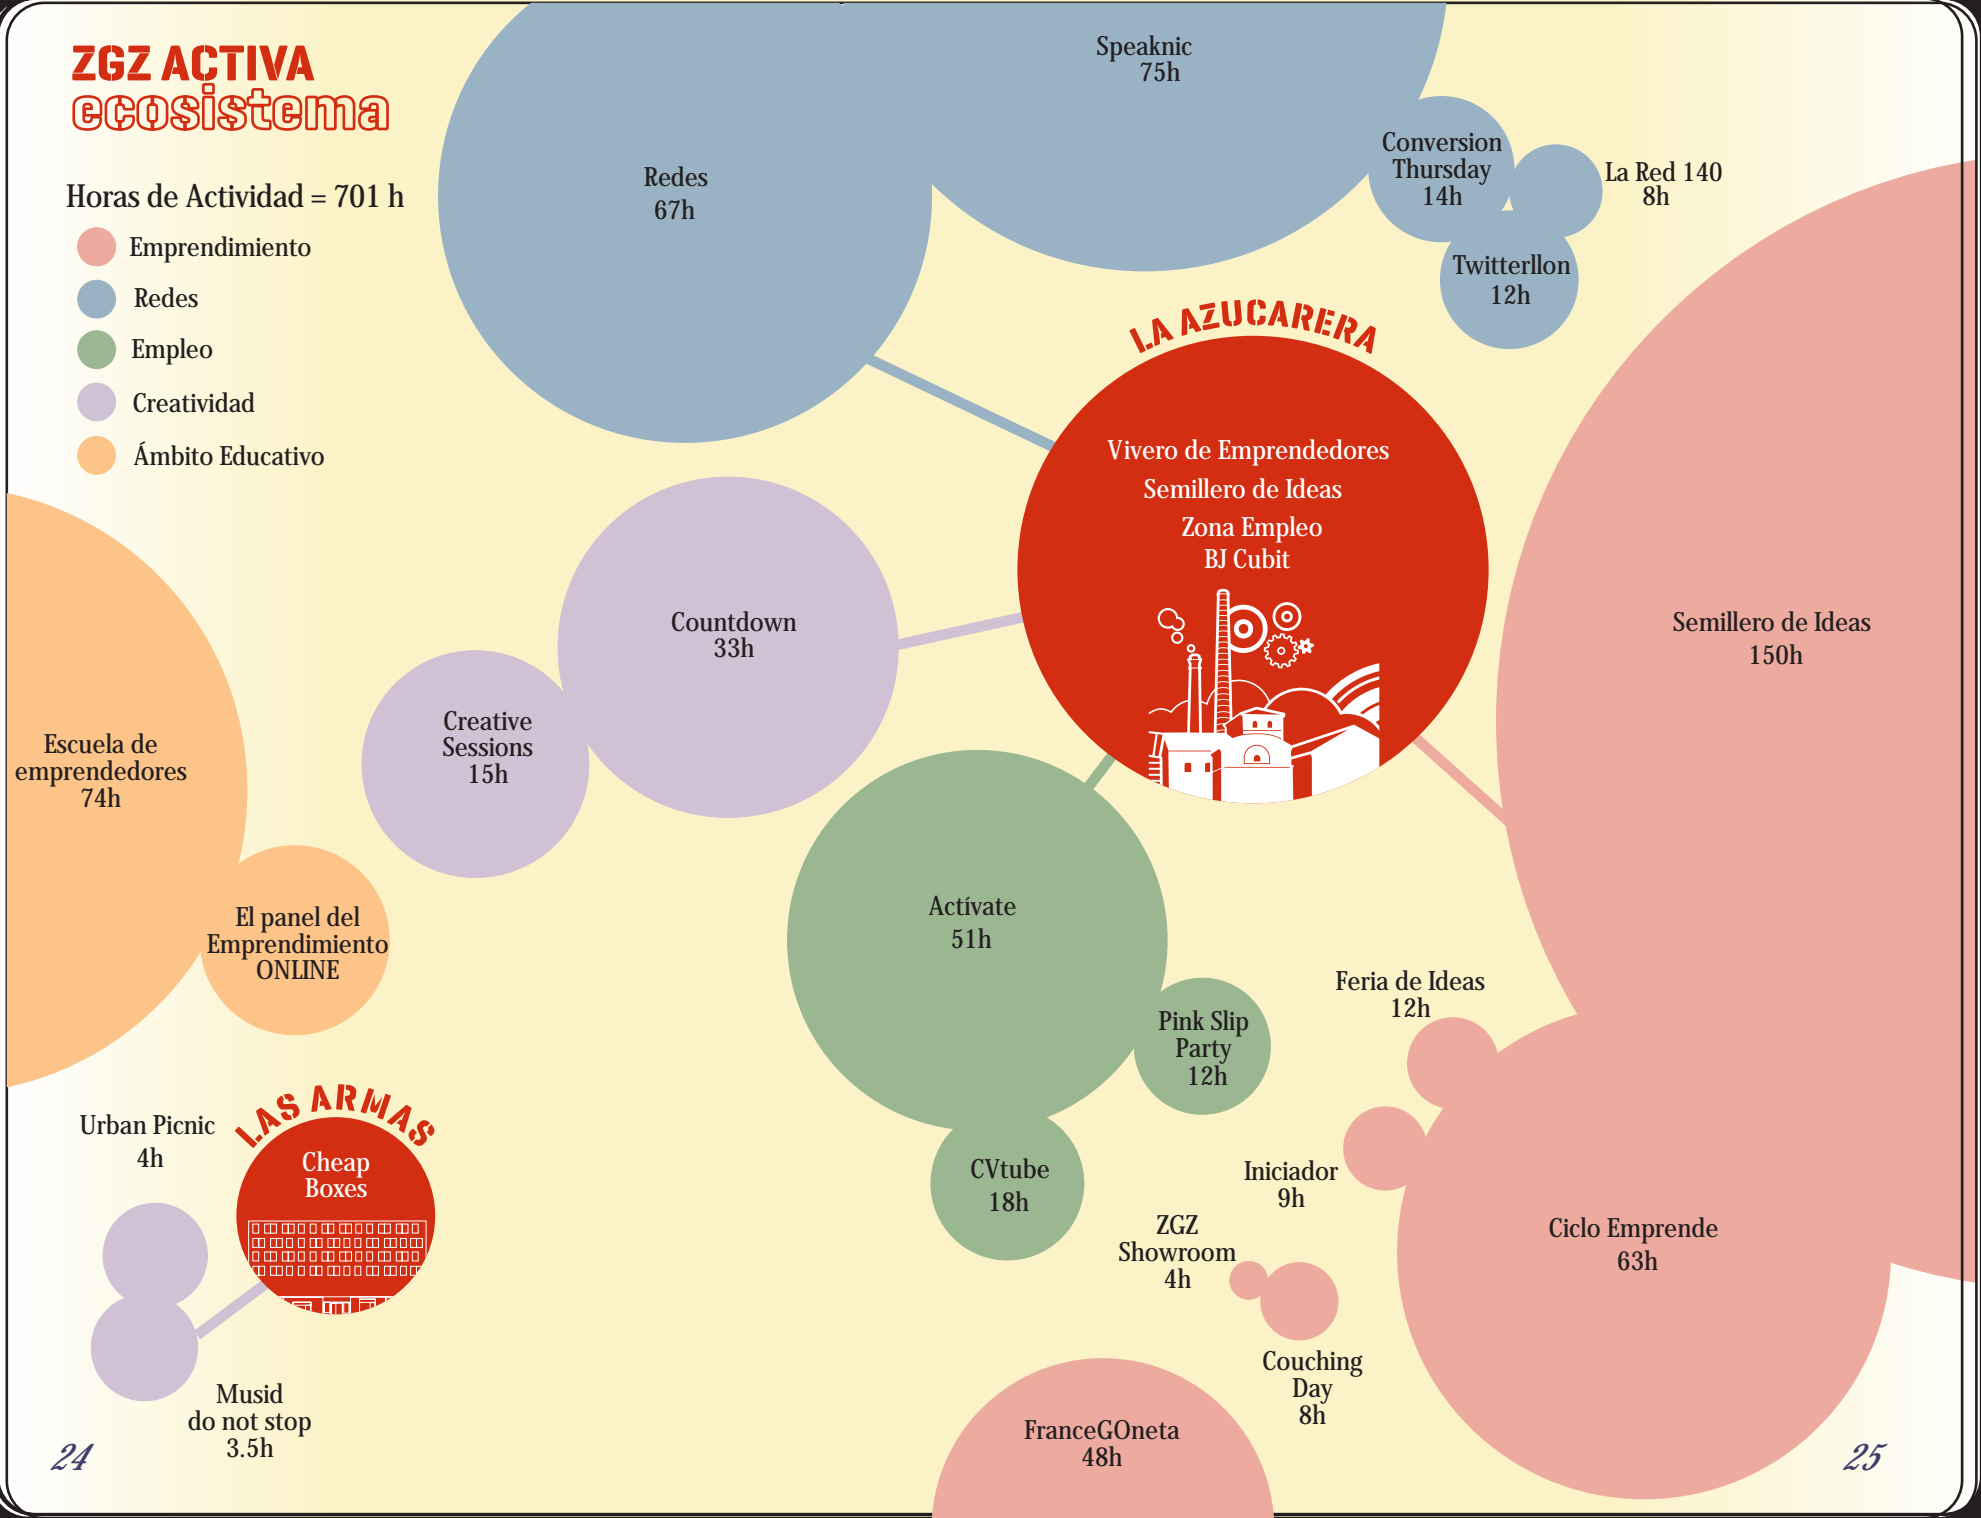 ZGZ ACTIVA
ecosistema
Horas de Actividad = 701 h
Emprendimiento
Redes
Empleo
Creatividad
Ámbito Educativo
Redes
67h
Speaknic
75h
Conversion
Thursday
14h
La Red 140
8h
Twitterllon
12h
LA AZUCARERA
Vivero de Emprendedores
Semillero de Ideas
Zona Empleo
BJ Cubit
Semillero de Ideas
150h
Countdown
33h
Creative
Sessions
15h
Escuela de
emprendedores
74h
El panel del
Emprendimiento
ONLINE
Actívate
51h
Pink Slip
Party
12h
CVtube
18h
Feria de Ideas
12h
Iniciador
9h
ZGZ
Showroom
4h
Couching
Day
8h
Ciclo Emprende
63h
FranceGOneta
48h
Urban Picnic
4h
LAS ARMAS
Cheap
Boxes
Musid
do not stop
3.5h
24
25